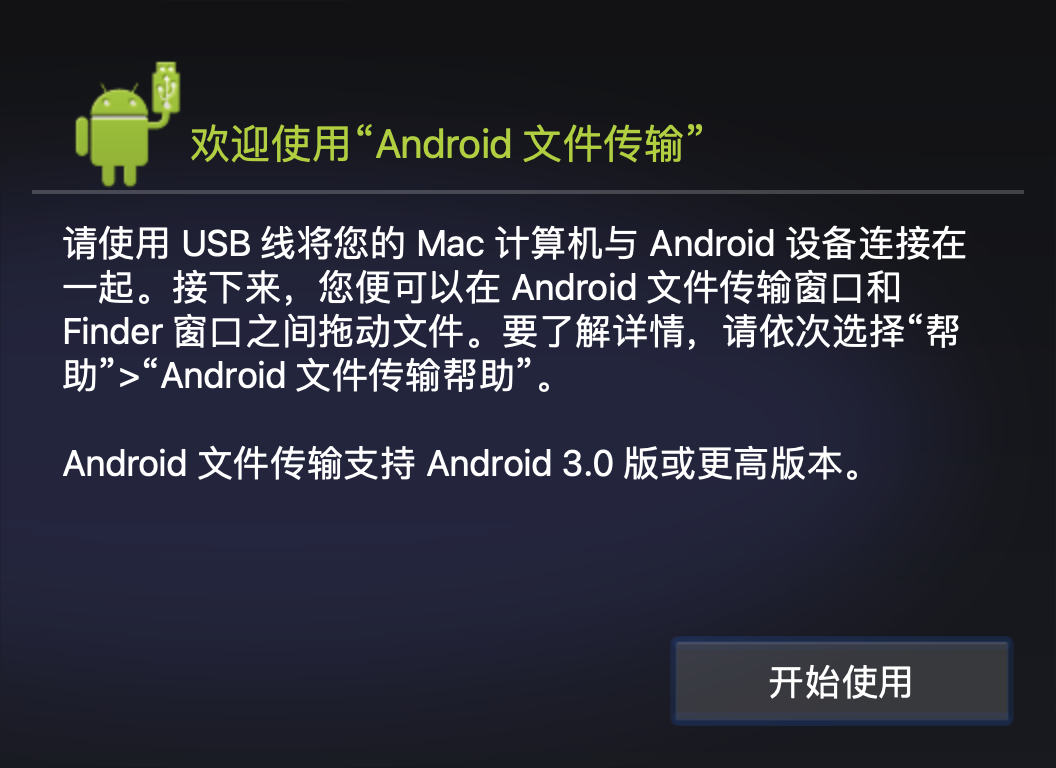 欢迎使用“Android 文件传输”
请使用 USB 线将您的 Mac 计算机与 Android 设备连接在
一起。接下来，您便可以在 Android 文件传输窗口和
Finder 窗口之间拖动文件。要了解详情，请依次选择“帮
助”>“Android 文件传输帮助”。
Android 文件传输支持 Android 3.0 版或更高版本。
开始使用